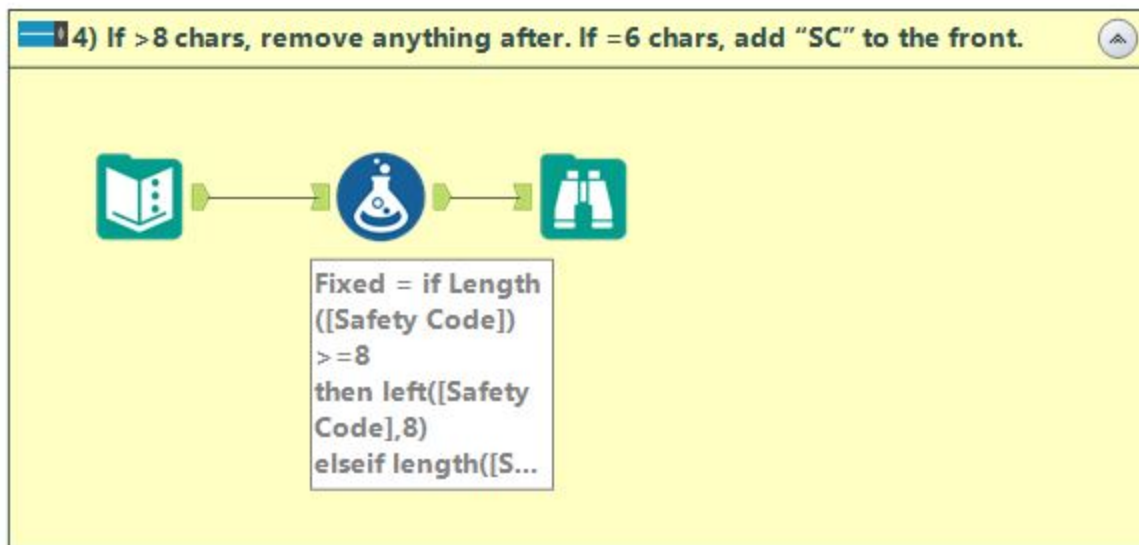 4) If >8 chars, remove anything after. If =6 chars, add “SC” to the front.
Fixed = if Length
([Safety Code])
>=8
then left([Safety
Code],8)
elseif length([S...